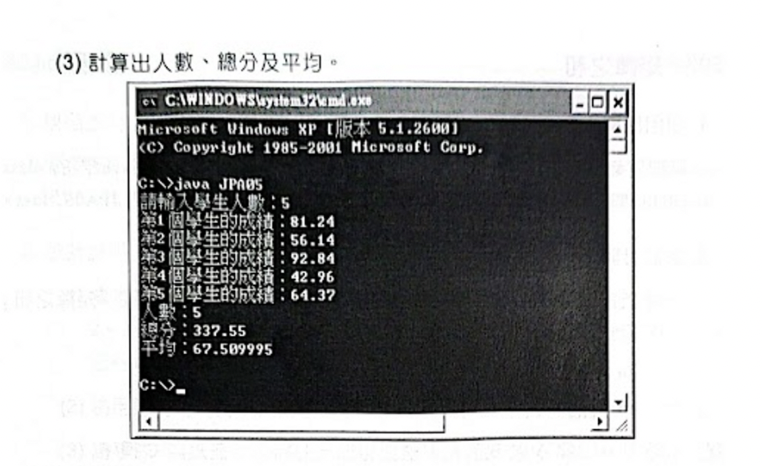 (3) 計算出人數、總分及平均。
C:\WINDOWS\system32\cmd.exe
Microsoft Windows XP [版本 5.1.2600]
(C) Copyright 1985-2001 Microsoft Corp.
C:\>java JPA05
請輸入學生人數：5
第1 個學生的成績：81.24
第2 個學生的成績：56.14
第3 個學生的成績：92.84
第4 個學生的成績：42.96
第5 個學生的成績：64.37
人數：5
總分：337.55
平均：67.509995
C:\>_